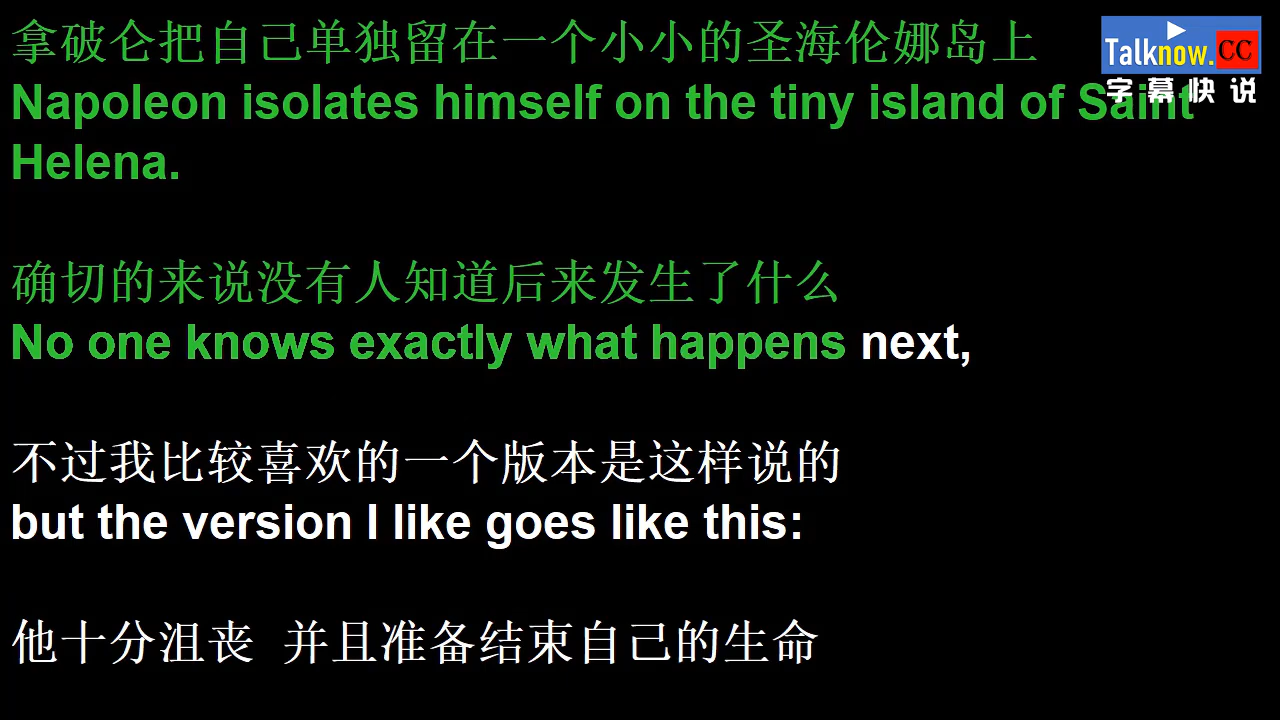 拿破仑把自己单独留在一个小小的圣海伦娜岛上
Napoleon isolates himself on the tiny island of Saint
Helena.
Talknow.CC
字幕快说
确切的来说没有人知道后来发生了什么
No one knows exactly what happens next,
不过我比较喜欢的一个版本是这样说的
but the version I like goes like this:
他十分沮丧 并且准备结束自己的生命